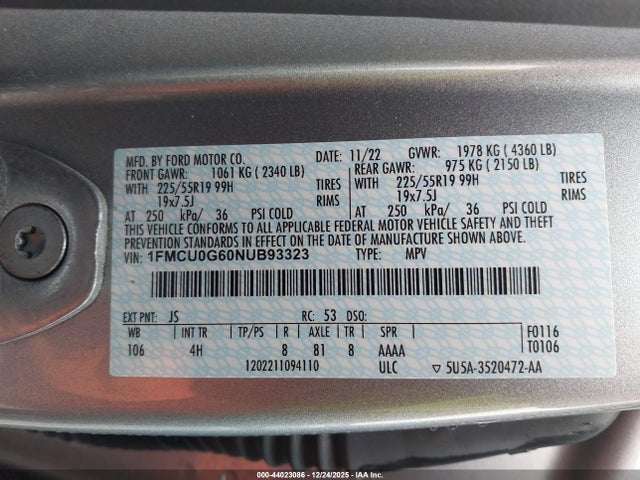 MFD. BY FORD MOTOR CO. DATE: 11/22 GVWR: 1978 KG ( 4360 LB)
FRONT GAWR: 1061 KG ( 2340 LB) REAR GAWR: 975 KG ( 2150 LB)
WITH 225/55R19 99H TIRES WITH 225/55R19 99H TIRES
19x7.5J RIMS 19x7.5J RIMS
AT 250 kPa/ 36 PSI COLD AT 250 kPa/ 36 PSI COLD
THIS VEHICLE CONFORMS TO ALL APPLICABLE FEDERAL MOTOR VEHICLE SAFETY AND THEFT
PREVENTION STANDARDS IN EFFECT ON THE DATE OF MANUFACTURE SHOWN ABOVE.
VIN: 1FMCU0G60NUB93323 TYPE: MPV
EXT PNT: JS RC: 53 DSO:
WB INT TR TP/PS R AXLE TR SPR F0116
106 4H 8 81 8 AAAA T0106
1202211094110 ULC ▽ 5U5A-3520472-AA
000-44023086 - 12/24/2025 - IAAI, Inc.